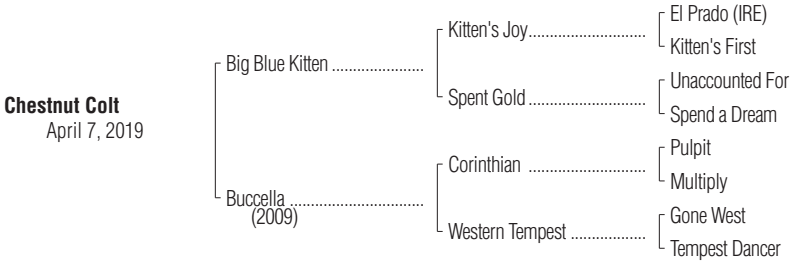 El Prado (IRE)
Kitten's Joy..............................
Kitten's First
Big Blue Kitten .......................
Unaccounted For
Spent Gold..............................
Spend a Dream
Chestnut Colt
April 7, 2019
Pulpit
Corinthian ..............................
Multiply
Buccella ..................................
(2009)
Gone West
Western Tempest ...................
Tempest Dancer